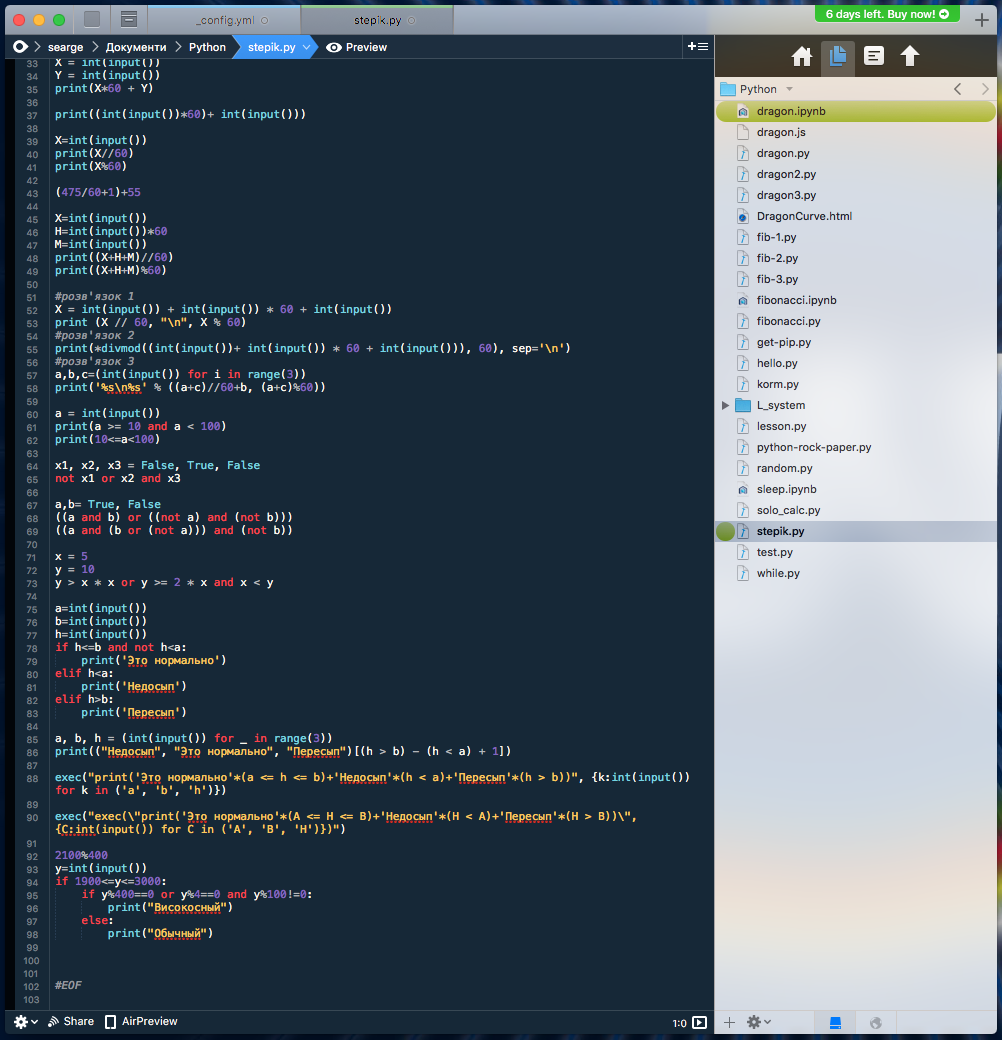 _config.yml
stepik.py
6 days left. Buy now!
searge
Документи
Python
stepik.py
Preview
Python
33 X = int(input())
34 Y = int(input())
35 print(X*60 + Y)
36
37 print((int(input())*60)+ int(input()))
38
39 X=int(input())
40 print(X//60)
41 print(X%60)
42
43 (475/60+1)+55
44
45 X=int(input())
46 H=int(input())*60
47 M=int(input())
48 print((X+H+M)//60)
49 print((X+H+M)%60)
50
51 #розв'язок 1
52 X = int(input()) + int(input()) * 60 + int(input())
53 print (X // 60, "\n", X % 60)
54 #розв'язок 2
55 print(*divmod((int(input())+ int(input()) * 60 + int(input())), 60), sep='\n')
56 #розв'язок 3
57 a,b,c=(int(input()) for i in range(3))
58 print('%s\n%s' % ((a+c)//60+b, (a+c)%60))
59
60 a = int(input())
61 print(a >= 10 and a < 100)
62 print(10<=a<100)
63
64 x1, x2, x3 = False, True, False
65 not x1 or x2 and x3
66
67 a,b= True, False
68 ((a and b) or ((not a) and (not b)))
69 ((a and (b or (not a))) and (not b))
70
71 x = 5
72 y = 10
73 y > x * x or y >= 2 * x and x < y
74
75 a=int(input())
76 b=int(input())
77 h=int(input())
78 if h<=b and not h<a:
79 print('Это нормально')
80 elif h<a:
81 print('Недосып')
82 elif h>b:
83 print('Пересып')
84
85 a, b, h = (int(input()) for _ in range(3))
86 print(("Недосып", "Это нормально", "Пересып")[(h > b) - (h < a) + 1])
87
88 exec("print('Это нормально'*(a <= h <= b)+'Недосып'*(h < a)+'Пересып'*(h > b))", {k:int(input())
for k in ('a', 'b', 'h')})
89
90 exec("exec(\"print('Это нормально'*(A <= H <= B)+'Недосып'*(H < A)+'Пересып'*(H > B))\",
{C:int(input()) for C in ('A', 'B', 'H')})")
91
92 2100%400
93 y=int(input())
94 if 1900<=y<=3000:
95 if y%400==0 or y%4==0 and y%100!=0:
96 print("Високосный")
97 else:
98 print("Обычный")
99
100
101
102 #EOF
103
dragon.ipynb
dragon.js
dragon.py
dragon2.py
dragon3.py
DragonCurve.html
fib-1.py
fib-2.py
fib-3.py
fibonacci.ipynb
fibonacci.py
get-pip.py
hello.py
korm.py
L_system
lesson.py
python-rock-paper.py
random.py
sleep.ipynb
solo_calc.py
stepik.py
test.py
while.py
Share
AirPreview
1:0